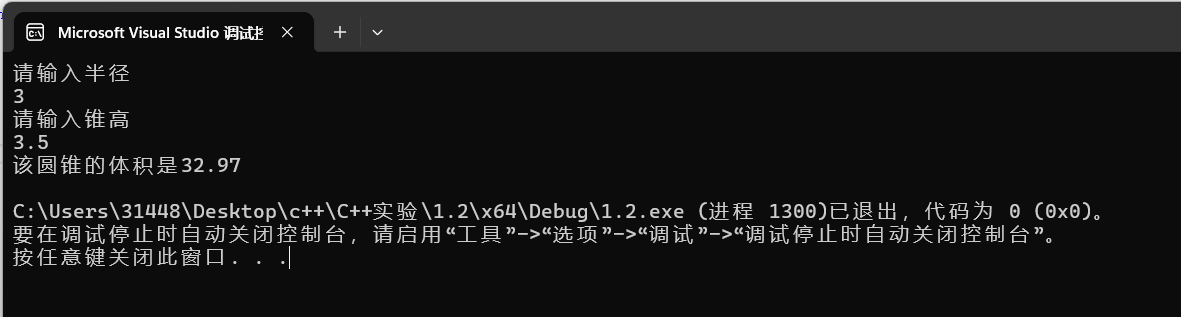 Microsoft Visual Studio 调试
请输入半径
3
请输入锥高
3.5
该圆锥的体积是32.97
C:\Users\31448\Desktop\c++\C++实验\1.2\x64\Debug\1.2.exe (进程 1300)已退出，代码为 0 (0x0)。
要在调试停止时自动关闭控制台，请启用“工具”->“选项”->“调试”->“调试停止时自动关闭控制台”。
按任意键关闭此窗口. . .